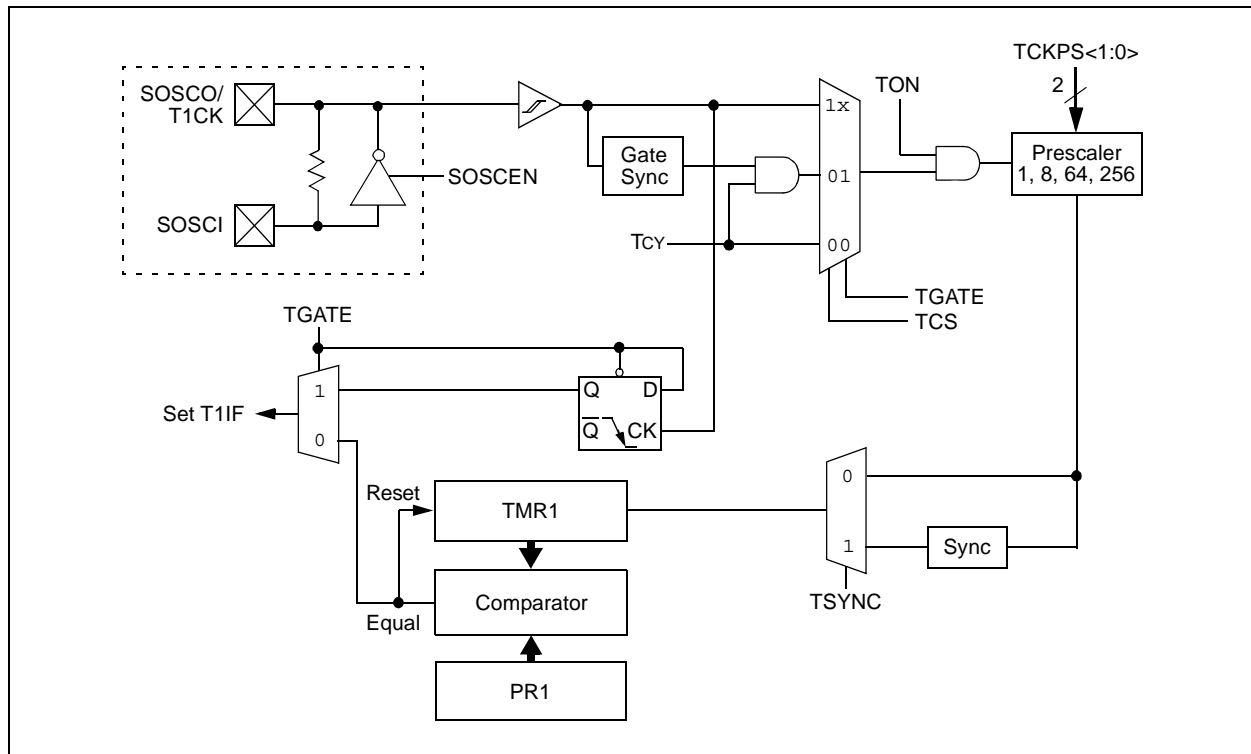 TCKPS<1:0>
2
SOSCO/
T1CK
TON
1x
Gate
Sync
Prescaler
1, 8, 64, 256
SOSCEN
01
SOSCI
TCY
00
TGATE
TCS
TGATE
1
Q
D
Set T1IF
Q
CK
0
0
Reset
TMR1
1
Sync
TSYNC
Comparator
Equal
PR1